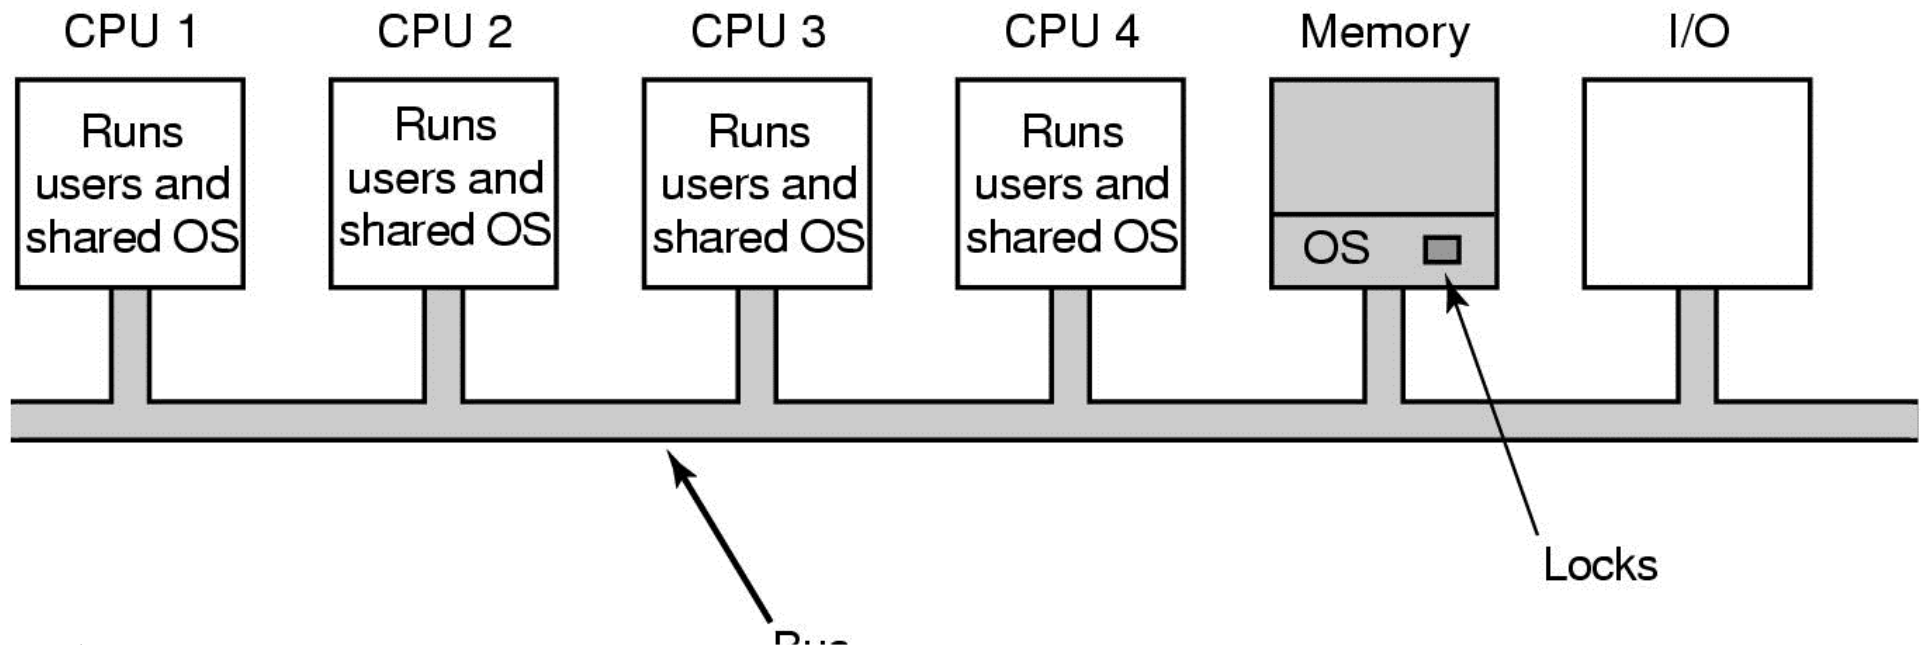 CPU 1
CPU 2
CPU 3
CPU 4
Memory
I/O
Runs
users and
shared OS
Runs
users and
shared OS
Runs
users and
shared OS
Runs
users and
shared OS
OS
Locks
Bus